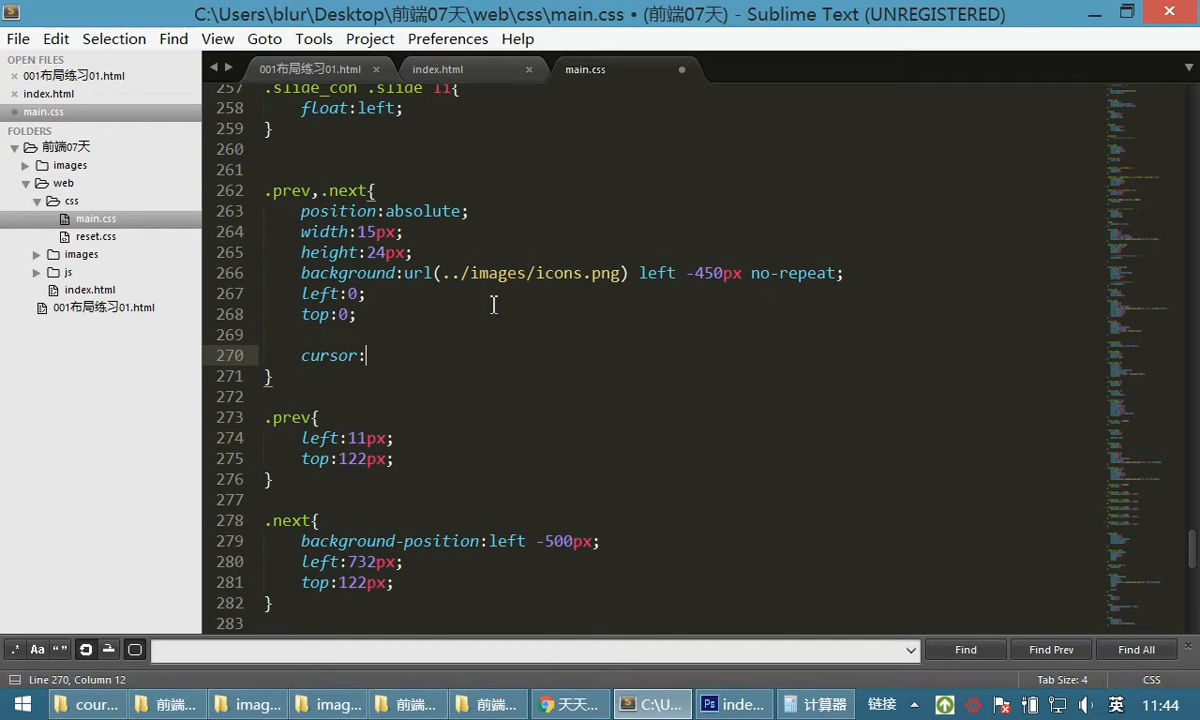 C:\Users\blur\Desktop\前端07天\web\css\main.css • (前端07天) - Sublime Text (UNREGISTERED)
File Edit Selection Find View Goto Tools Project Preferences Help
OPEN FILES
001布局练习01.html
index.html
main.css
FOLDERS
前端07天
images
web
css
main.css
reset.css
images
js
index.html
001布局练习01.html
001布局练习01.html index.html main.css
257 .slide_con .slide li{
258 float:left;
259 }
260
261
262 .prev,.next{
263 position:absolute;
264 width:15px;
265 height:24px;
266 background:url(../images/icons.png) left -450px no-repeat;
267 left:0;
268 top:0;
269
270 cursor:
271 }
272
273 .prev{
274 left:11px;
275 top:122px;
276 }
277
278 .next{
279 background-position:left -500px;
280 left:732px;
281 top:122px;
282 }
283
.* Aa “” Find Find Prev Find All
Line 270, Column 12 Tab Size: 4 CSS
cour... 前端... imag... imag... 前端... 前端... 天天... C:\U... Ps inde... 计算器 链接 英 11:44